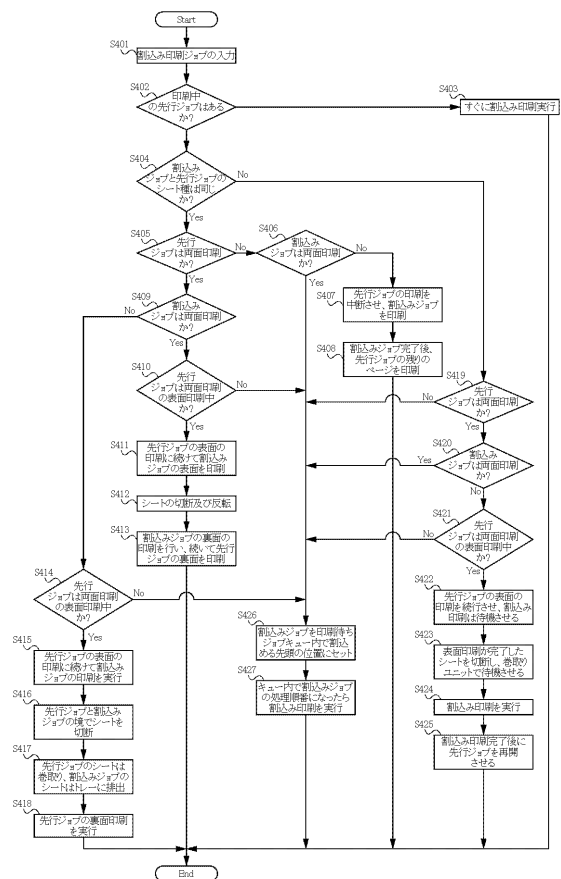 Start
S401
割込み印刷ジョブの入力
S402
印刷中
の先行ジョブはある
か?
S403
すぐに割込み印刷実行
S404
割込み
ジョブと先行ジョブの
シート種は同じ
か?
No
Yes
S405
先行
ジョブは両面印刷
か?
No
Yes
S406
割込み
ジョブは両面印刷
か?
No
Yes
S407
先行ジョブの印刷を
中断させ、割込みジョブ
を印刷
S408
割込みジョブ完了後、
先行ジョブの残りの
ページを印刷
S409
割込み
ジョブは両面印刷
か?
No
Yes
S410
先行
ジョブは両面印刷
の表面印刷中
か?
No
Yes
S411
先行ジョブの表面の
印刷に続けて割込み
ジョブの表面を印刷
S412
シートの切断及び反転
S413
割込みジョブの裏面の
印刷を行い、続いて先行
ジョブの裏面を印刷
S414
先行
ジョブは両面印刷
の表面印刷中
か?
No
Yes
S415
先行ジョブの表面の
印刷に続けて割込み
ジョブの印刷を実行
S416
先行ジョブと割込み
ジョブの境でシートを
切断
S417
先行ジョブのシートは
巻取り、割込みジョブの
シートはトレーに排出
S418
先行ジョブの裏面印刷
を実行
S419
先行
ジョブは両面印刷
か?
No
Yes
S420
割込み
ジョブは両面印刷
か?
Yes
No
S421
先行
ジョブは両面印刷
の表面印刷中
か?
No
Yes
S422
先行ジョブの表面
の印刷を続行させ、割込み
印刷は待機させる
S423
表面印刷が完了した
シートを切断し、巻取り
ユニットで待機させる
S424
割込み印刷を実行
S425
割込み印刷完了後に
先行ジョブを再開
させる
S426
割込みジョブを印刷待ち
ジョブキュー内で割込
める先頭の位置にセット
S427
キュー内で割込みジョブ
の処理順番になったら
割込み印刷を実行
End